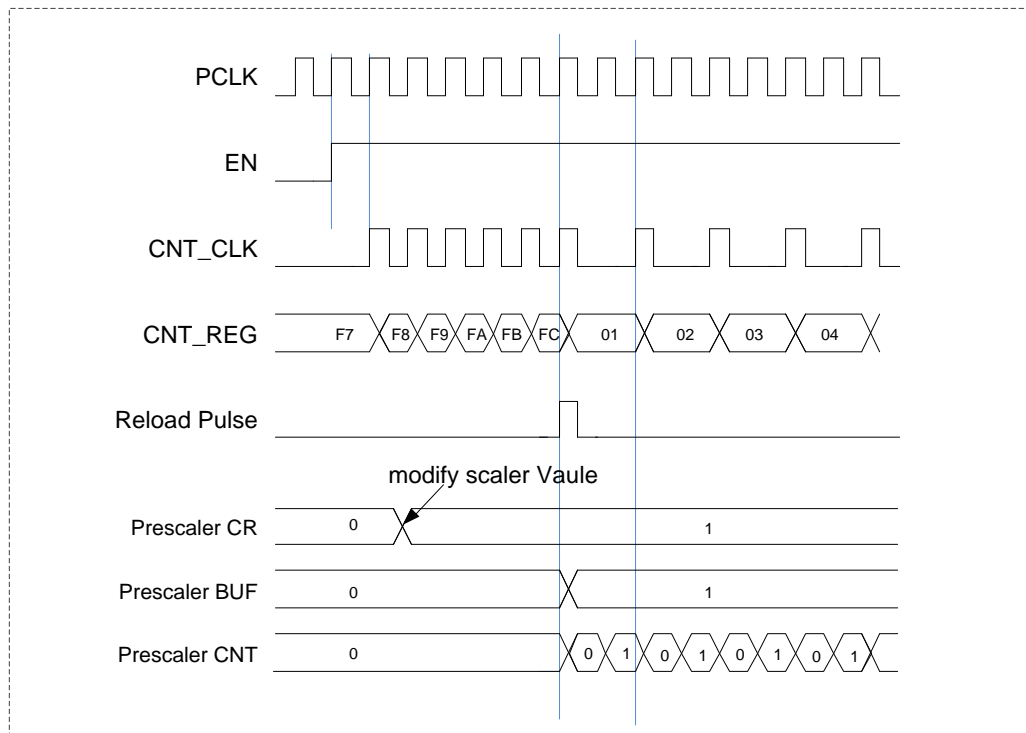 PCLK
EN
CNT_CLK
CNT_REG F7 F8 F9 FA FB FC 01 02 03 04
Reload Pulse
modify scaler Vaule
Prescaler CR 0 1
Prescaler BUF 0 1
Prescaler CNT 0 0 1 0 1 0 1 0 1